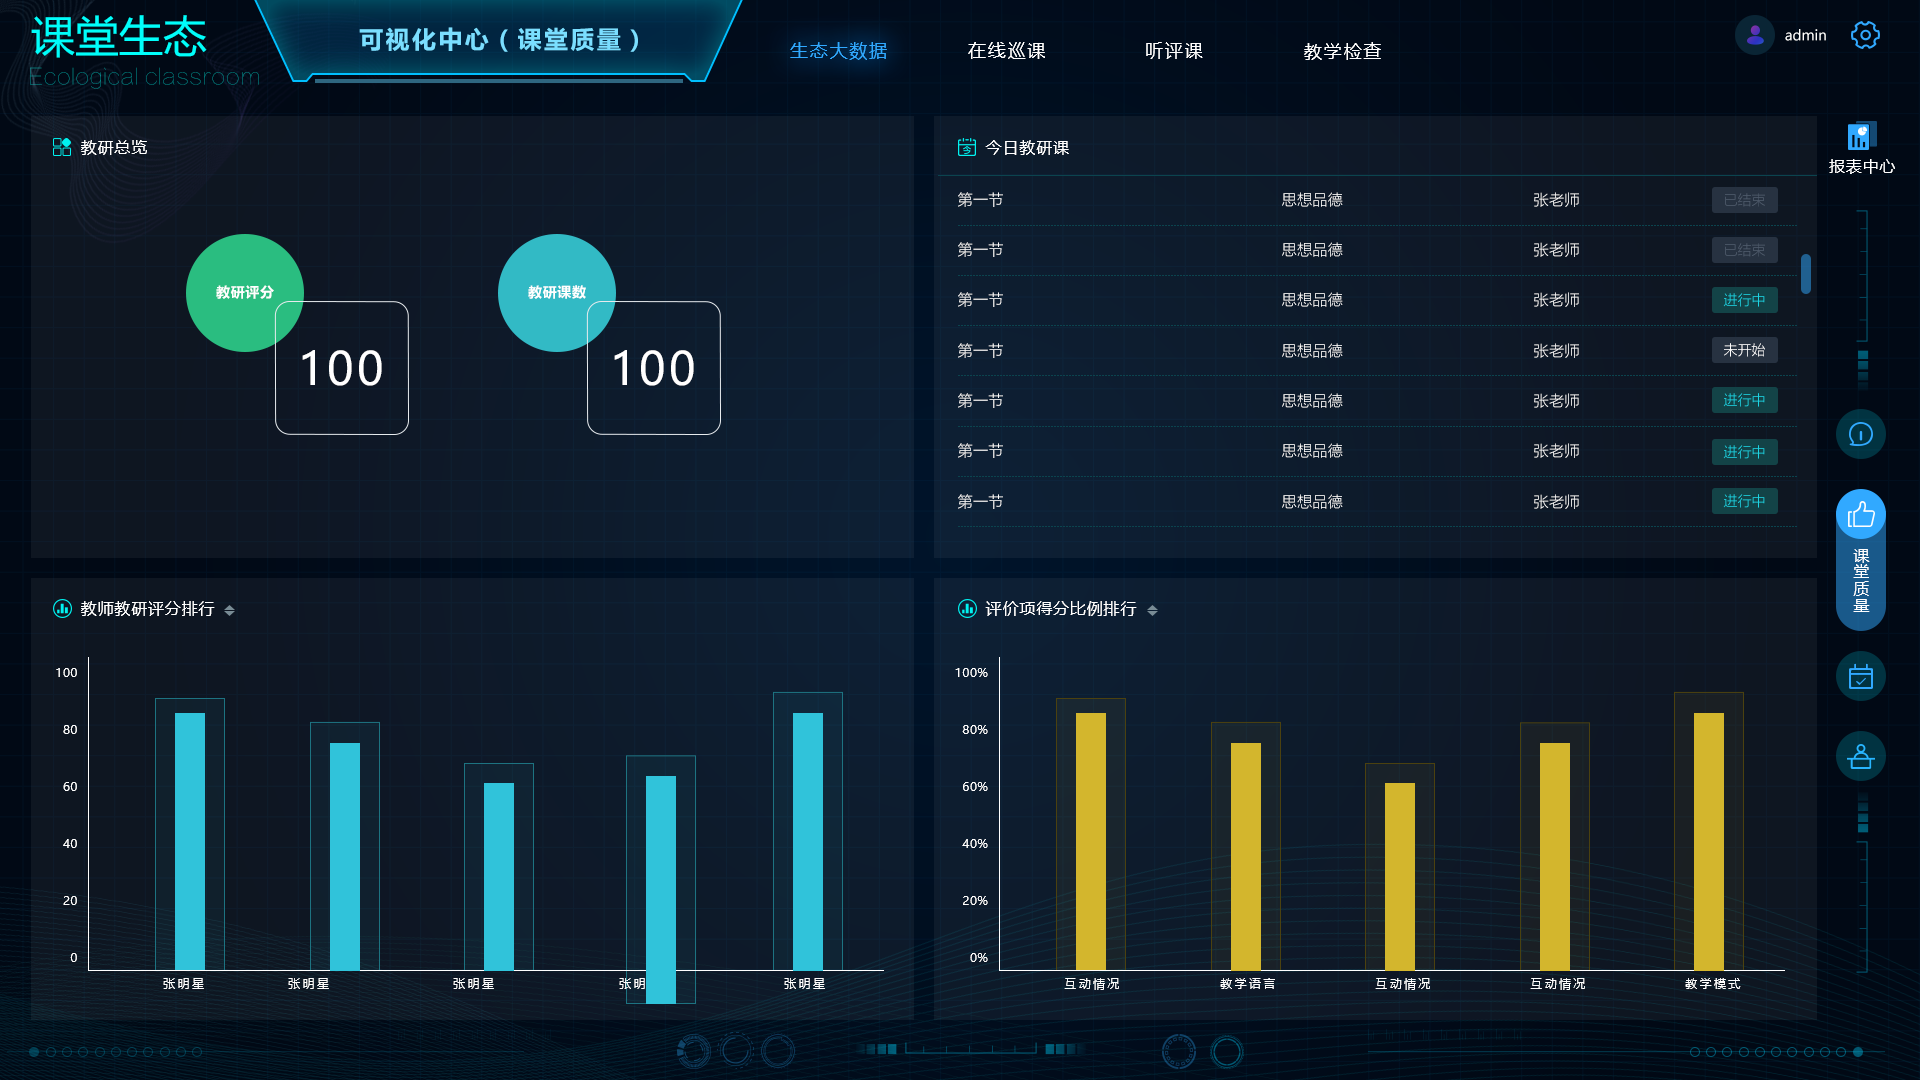 课堂生态
Ecological classroom
可视化中心（课堂质量）
生态大数据
在线巡课
听评课
教学检查
admin
教研总览
教研评分
100
教研课数
100
今日教研课
第一节 思想品德 张老师 已结束
第一节 思想品德 张老师 已结束
第一节 思想品德 张老师 进行中
第一节 思想品德 张老师 未开始
第一节 思想品德 张老师 进行中
第一节 思想品德 张老师 进行中
第一节 思想品德 张老师 进行中
报表中心
课堂质量
教师教研评分排行
100
80
60
40
20
0
张明星 张明星 张明星 张明 张明星
评价项得分比例排行
100%
80%
60%
40%
20%
0%
互动情况 教学语言 互动情况 互动情况 教学模式